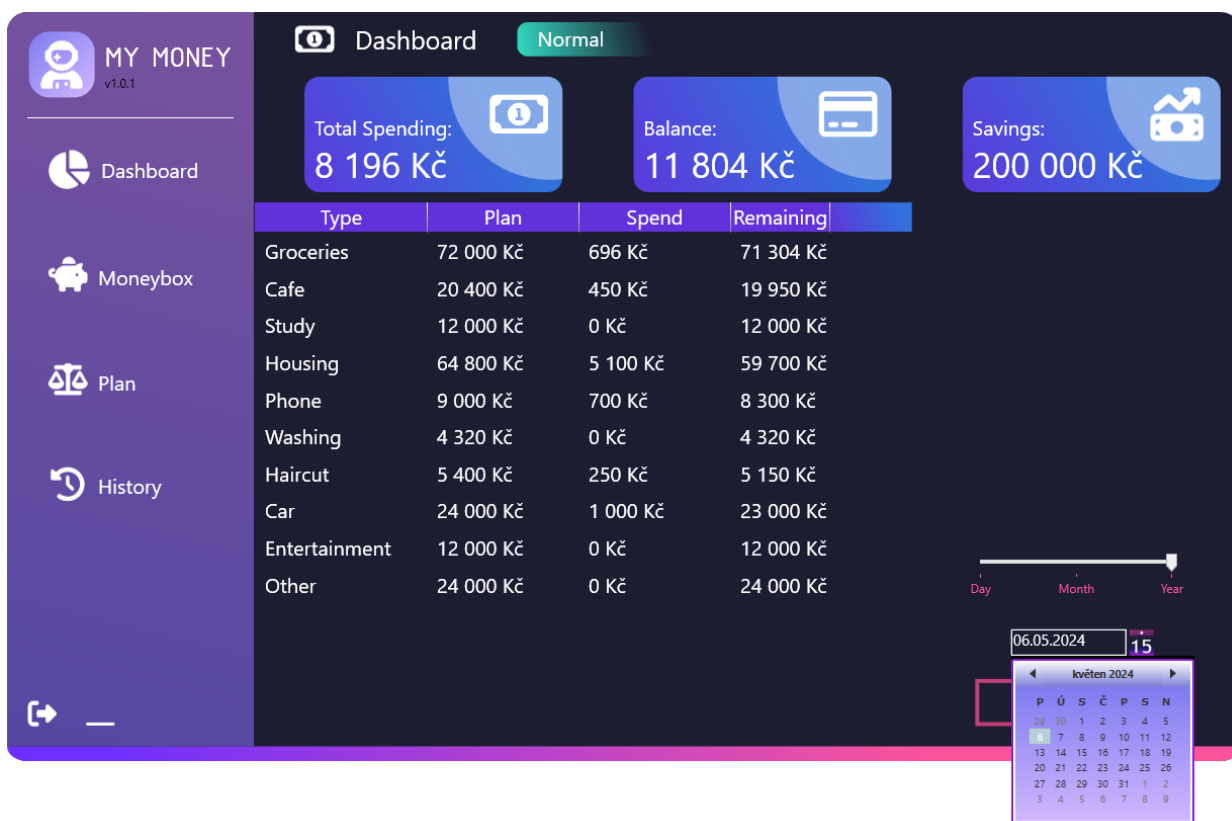 MY MONEY
v1.0.1
Dashboard
Moneybox
Plan
History
Dashboard Normal
Total Spending:
8 196 Kč
Balance:
11 804 Kč
Savings:
200 000 Kč
Type Plan Spend Remaining
Groceries 72 000 Kč 696 Kč 71 304 Kč
Cafe 20 400 Kč 450 Kč 19 950 Kč
Study 12 000 Kč 0 Kč 12 000 Kč
Housing 64 800 Kč 5 100 Kč 59 700 Kč
Phone 9 000 Kč 700 Kč 8 300 Kč
Washing 4 320 Kč 0 Kč 4 320 Kč
Haircut 5 400 Kč 250 Kč 5 150 Kč
Car 24 000 Kč 1 000 Kč 23 000 Kč
Entertainment 12 000 Kč 0 Kč 12 000 Kč
Other 24 000 Kč 0 Kč 24 000 Kč
Day Month Year
06.05.2024 15
květen 2024
P Ú S Č P S N
29 30 1 2 3 4 5
6 7 8 9 10 11 12
13 14 15 16 17 18 19
20 21 22 23 24 25 26
27 28 29 30 31 1 2
3 4 5 6 7 8 9